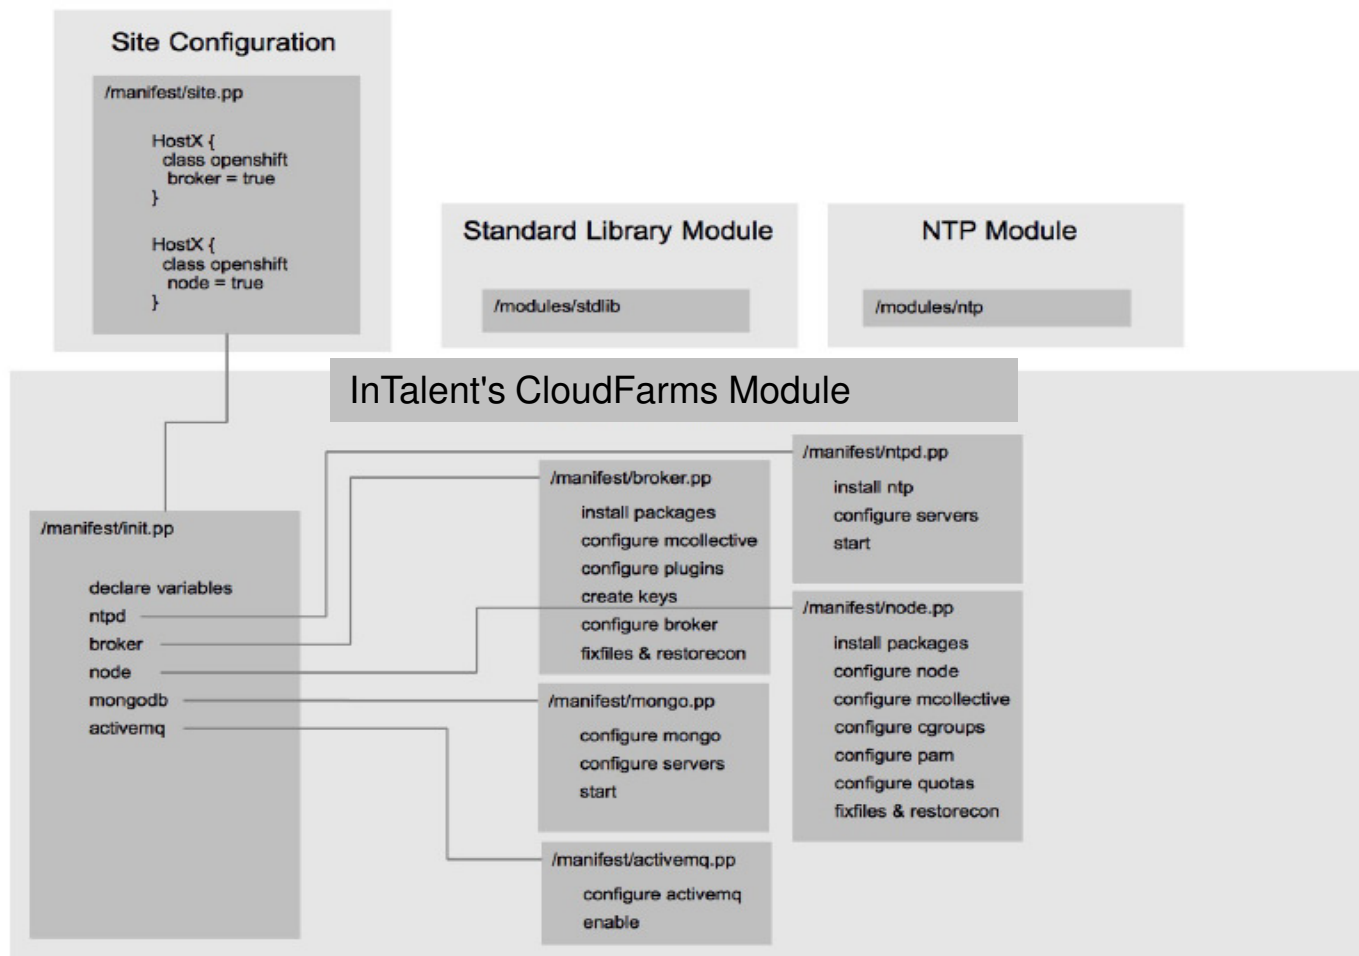 Site Configuration
/manifest/site.pp
HostX {
class openshift
broker = true
}
HostX {
class openshift
node = true
}
Standard Library Module
/modules/stdlib
NTP Module
/modules/ntp
InTalent's CloudFarms Module
/manifest/init.pp
declare variables
ntpd
broker
node
mongodb
activemq
/manifest/broker.pp
install packages
configure mcollective
configure plugins
create keys
configure broker
fixfiles & restorecon
/manifest/mongo.pp
configure mongo
configure servers
start
/manifest/activemq.pp
configure activemq
enable
/manifest/ntpd.pp
install ntp
configure servers
start
/manifest/node.pp
install packages
configure node
configure mcollective
configure cgroups
configure pam
configure quotas
fixfiles & restorecon